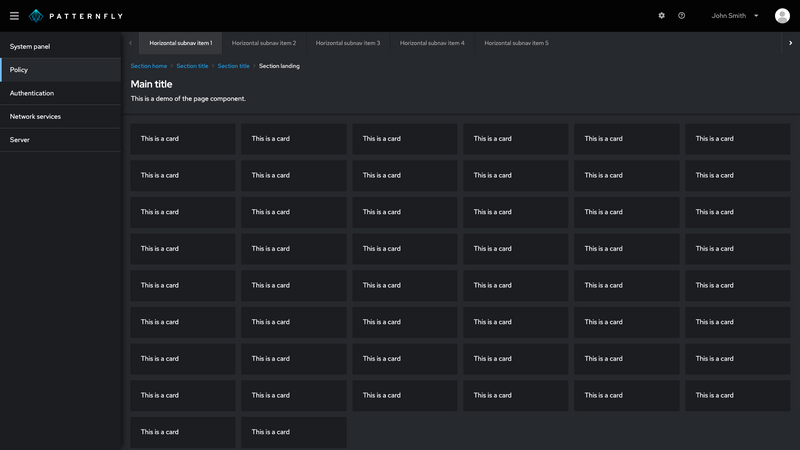 PATTERNFLY
John Smith
System panel
Policy
Authentication
Network services
Server
Horizontal subnav item 1 Horizontal subnav item 2 Horizontal subnav item 3 Horizontal subnav item 4 Horizontal subnav item 5
Section home Section title Section title Section landing
Main title
This is a demo of the page component.
This is a card This is a card This is a card This is a card This is a card This is a card
This is a card This is a card This is a card This is a card This is a card This is a card
This is a card This is a card This is a card This is a card This is a card This is a card
This is a card This is a card This is a card This is a card This is a card This is a card
This is a card This is a card This is a card This is a card This is a card This is a card
This is a card This is a card This is a card This is a card This is a card This is a card
This is a card This is a card This is a card This is a card This is a card This is a card
This is a card This is a card This is a card This is a card This is a card This is a card
This is a card This is a card